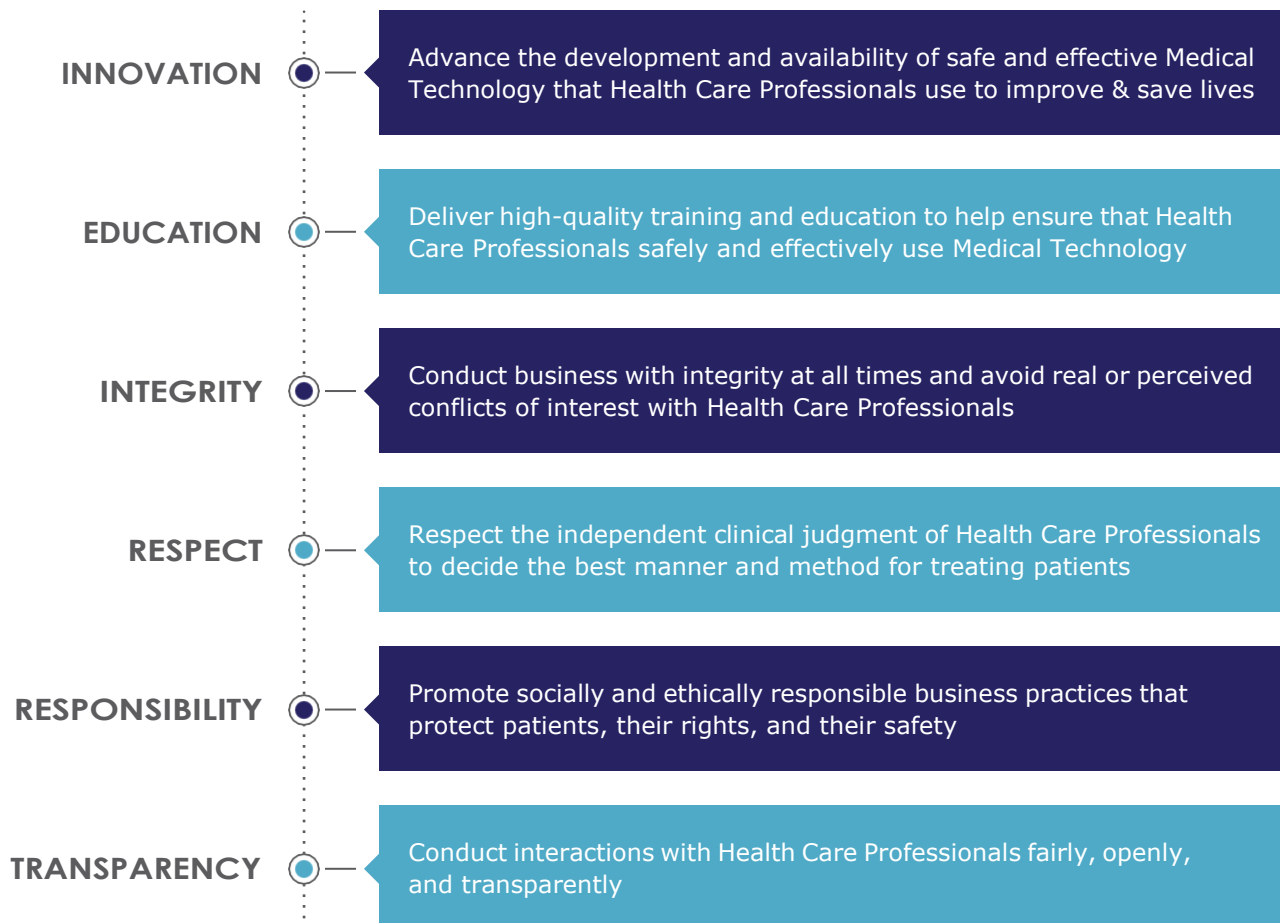 INNOVATION
Advance the development and availability of safe and effective Medical
Technology that Health Care Professionals use to improve & save lives
EDUCATION
Deliver high-quality training and education to help ensure that Health
Care Professionals safely and effectively use Medical Technology
INTEGRITY
Conduct business with integrity at all times and avoid real or perceived
conflicts of interest with Health Care Professionals
RESPECT
Respect the independent clinical judgment of Health Care Professionals
to decide the best manner and method for treating patients
RESPONSIBILITY
Promote socially and ethically responsible business practices that
protect patients, their rights, and their safety
TRANSPARENCY
Conduct interactions with Health Care Professionals fairly, openly,
and transparently